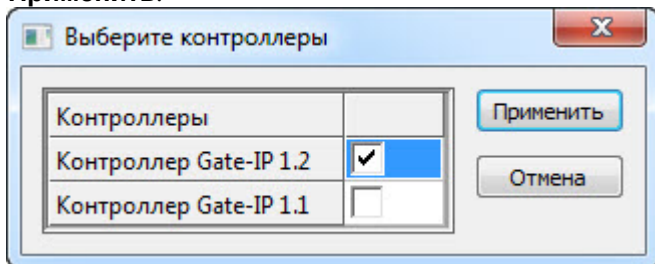 Выберите контроллеры
Контроллеры
Контроллер Gate-IP 1.2
Контроллер Gate-IP 1.1
Применить
Отмена